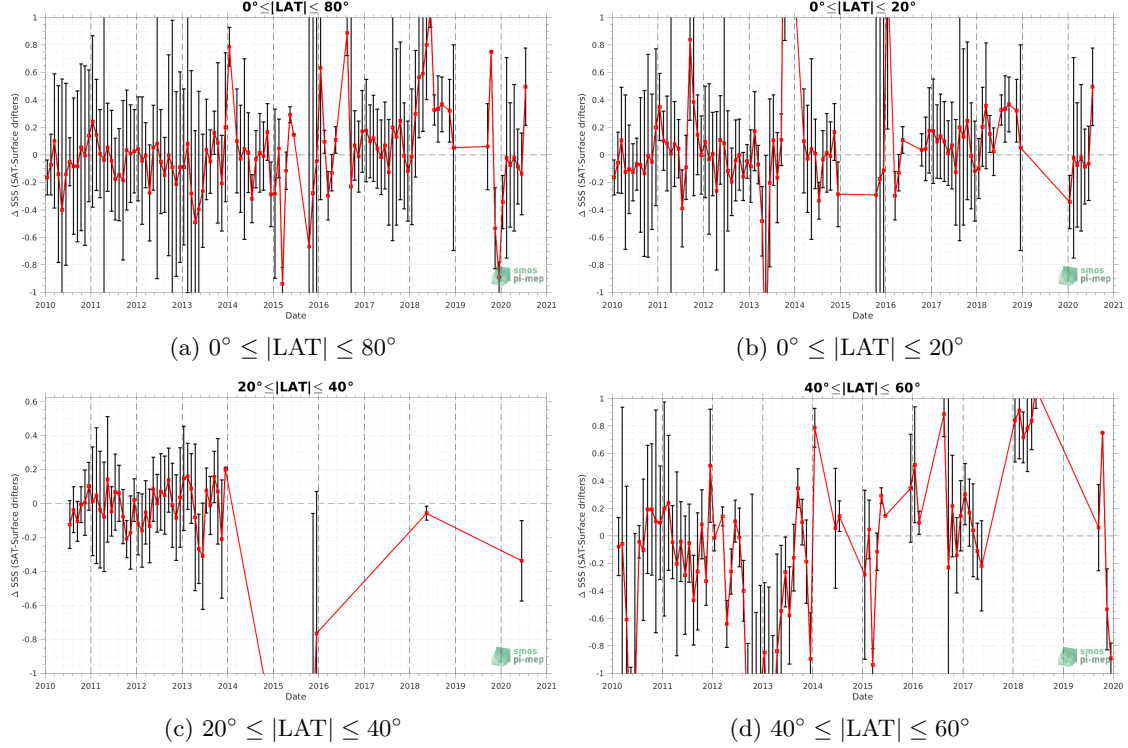 0°≤|LAT|≤ 80°
Δ SSS (SAT-Surface drifters)
1
0.8
0.6
0.4
0.2
0
-0.2
-0.4
-0.6
-0.8
-1
2010 2011 2012 2013 2014 2015 2016 2017 2018 2019 2020 2021
Date
smos
pi-mep
(a) 0° ≤ |LAT| ≤ 80°
0°≤|LAT|≤ 20°
Δ SSS (SAT-Surface drifters)
1
0.8
0.6
0.4
0.2
0
-0.2
-0.4
-0.6
-0.8
-1
2010 2011 2012 2013 2014 2015 2016 2017 2018 2019 2020 2021
Date
smos
pi-mep
(b) 0° ≤ |LAT| ≤ 20°
20°≤|LAT|≤ 40°
Δ SSS (SAT-Surface drifters)
0.6
0.4
0.2
0
-0.2
-0.4
-0.6
-0.8
-1
2010 2011 2012 2013 2014 2015 2016 2017 2018 2019 2020 2021
Date
smos
pi-mep
(c) 20° ≤ |LAT| ≤ 40°
40°≤|LAT|≤ 60°
Δ SSS (SAT-Surface drifters)
1
0.8
0.6
0.4
0.2
0
-0.2
-0.4
-0.6
-0.8
-1
2010 2011 2012 2013 2014 2015 2016 2017 2018 2019 2020
Date
smos
pi-mep
(d) 40° ≤ |LAT| ≤ 60°